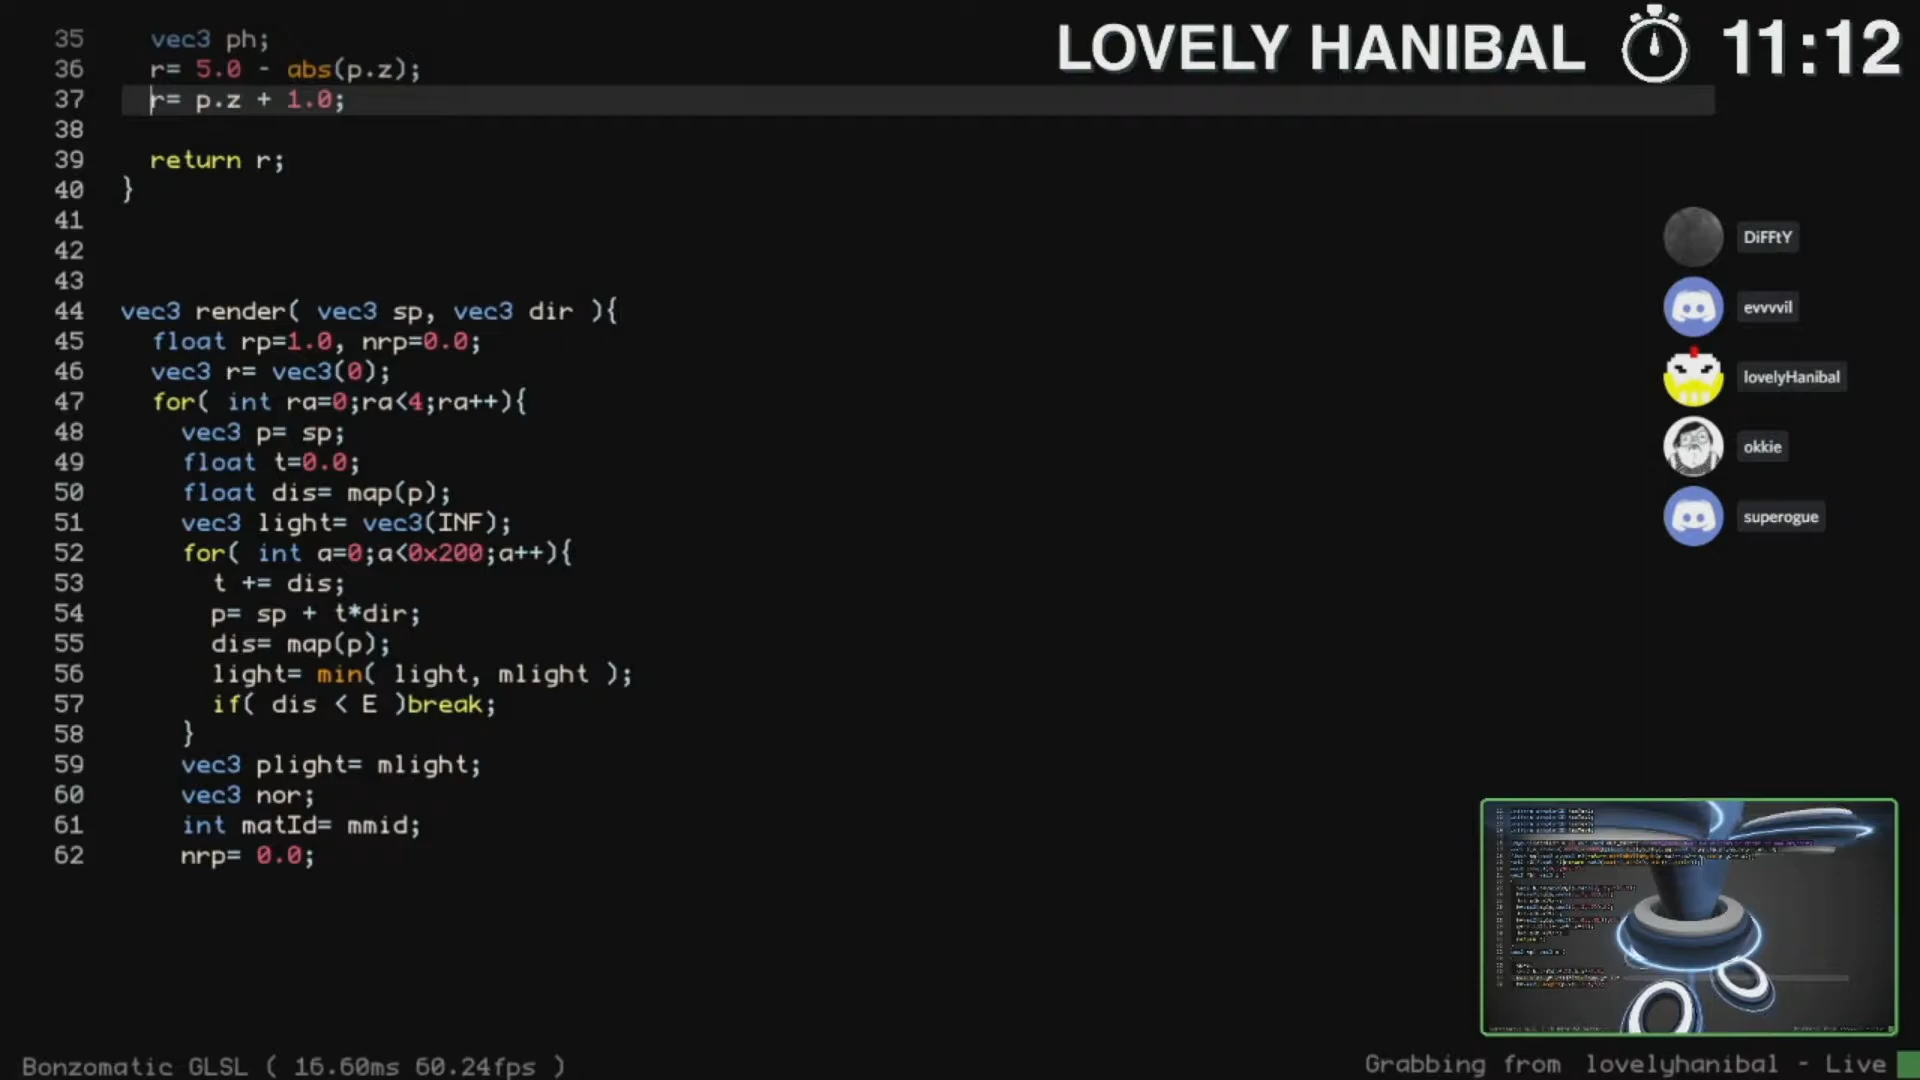 LOVELY HANIBAL 11:12
35 vec3 ph;
36 r= 5.0 - abs(p.z);
37 r= p.z + 1.0;
38
39 return r;
40 }
41
42
43
44 vec3 render( vec3 sp, vec3 dir ){
45 float rp=1.0, nrp=0.0;
46 vec3 r= vec3(0);
47 for( int ra=0;ra<4;ra++){
48 vec3 p= sp;
49 float t=0.0;
50 float dis= map(p);
51 vec3 light= vec3(INF);
52 for( int a=0;a<0x200;a++){
53 t += dis;
54 p= sp + t*dir;
55 dis= map(p);
56 light= min( light, mlight );
57 if( dis < E )break;
58 }
59 vec3 plight= mlight;
60 vec3 nor;
61 int matId= mmid;
62 nrp= 0.0;
DiFFtY
evvvvil
lovelyHanibal
okkie
superogue
Bonzomatic GLSL ( 16.60ms 60.24fps )
Grabbing from lovelyhanibal - Live